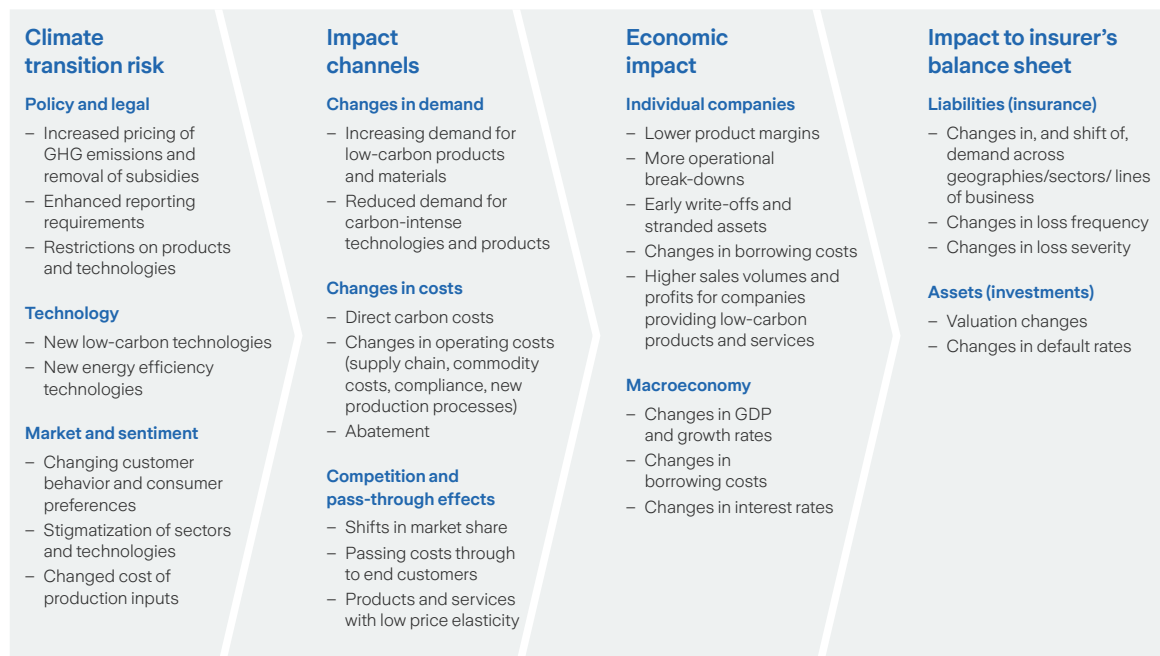 Climate
transition risk
Policy and legal
– Increased pricing of
GHG emissions and
removal of subsidies
– Enhanced reporting
requirements
– Restrictions on products
and technologies
Technology
– New low-carbon technologies
– New energy efficiency
technologies
Market and sentiment
– Changing customer
behavior and consumer
preferences
– Stigmatization of sectors
and technologies
– Changed cost of
production inputs
Impact
channels
Changes in demand
– Increasing demand for
low-carbon products
and materials
– Reduced demand for
carbon-intense
technologies and products
Changes in costs
– Direct carbon costs
– Changes in operating costs
(supply chain, commodity
costs, compliance, new
production processes)
– Abatement
Competition and
pass-through effects
– Shifts in market share
– Passing costs through
to end customers
– Products and services
with low price elasticity
Economic
impact
Individual companies
– Lower product margins
– More operational
break-downs
– Early write-offs and
stranded assets
– Changes in borrowing costs
– Higher sales volumes and
profits for companies
providing low-carbon
products and services
Macroeconomy
– Changes in GDP
and growth rates
– Changes in
borrowing costs
– Changes in interest rates
Impact to insurer’s
balance sheet
Liabilities (insurance)
– Changes in, and shift of,
demand across
geographies/sectors/ lines
of business
– Changes in loss frequency
– Changes in loss severity
Assets (investments)
– Valuation changes
– Changes in default rates